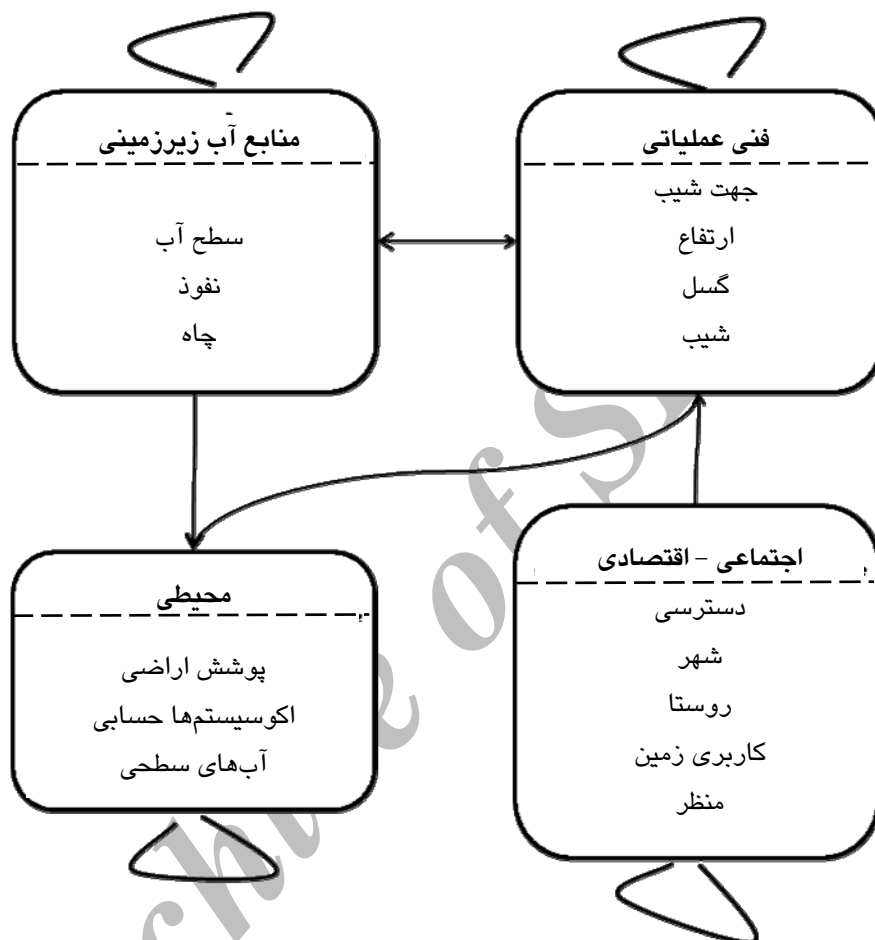 فنی عملیاتی
جهت شیب
ارتفاع
گسل
شیب
منابع آب زیرزمینی
سطح آب
نفوذ
چاه
اجتماعی – اقتصادی
دسترسی
شهر
روستا
کاربری زمین
منظر
محیطی
پوشش اراضی
اکوسیستم‌ها حسابی
آب‌های سطحی
of